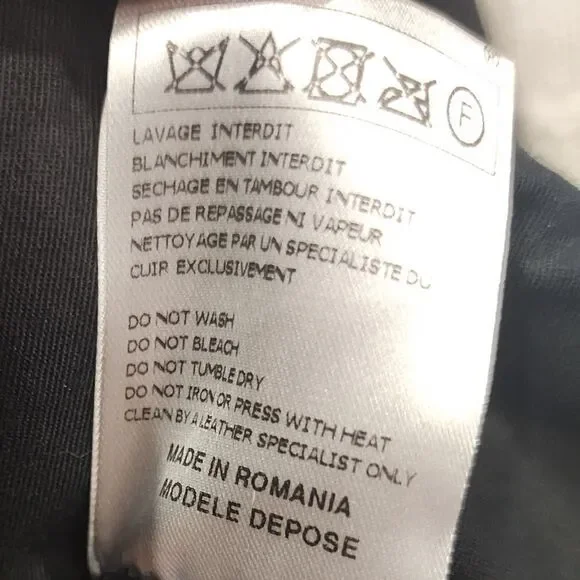 F
LAVAGE INTERDIT
BLANCHIMENT INTERDIT
SECHAGE EN TAMBOUR INTERDIT
PAS DE REPASSAGE NI VAPEUR
NETTOYAGE PAR UN SPECIALISTE DU
CUIR EXCLUSIVEMENT
DO NOT WASH
DO NOT BLEACH
DO NOT TUMBLE DRY
DO NOT IRON OR PRESS WITH HEAT
CLEAN BY A LEATHER SPECIALIST ONLY
MADE IN ROMANIA
MODELE DEPOSE